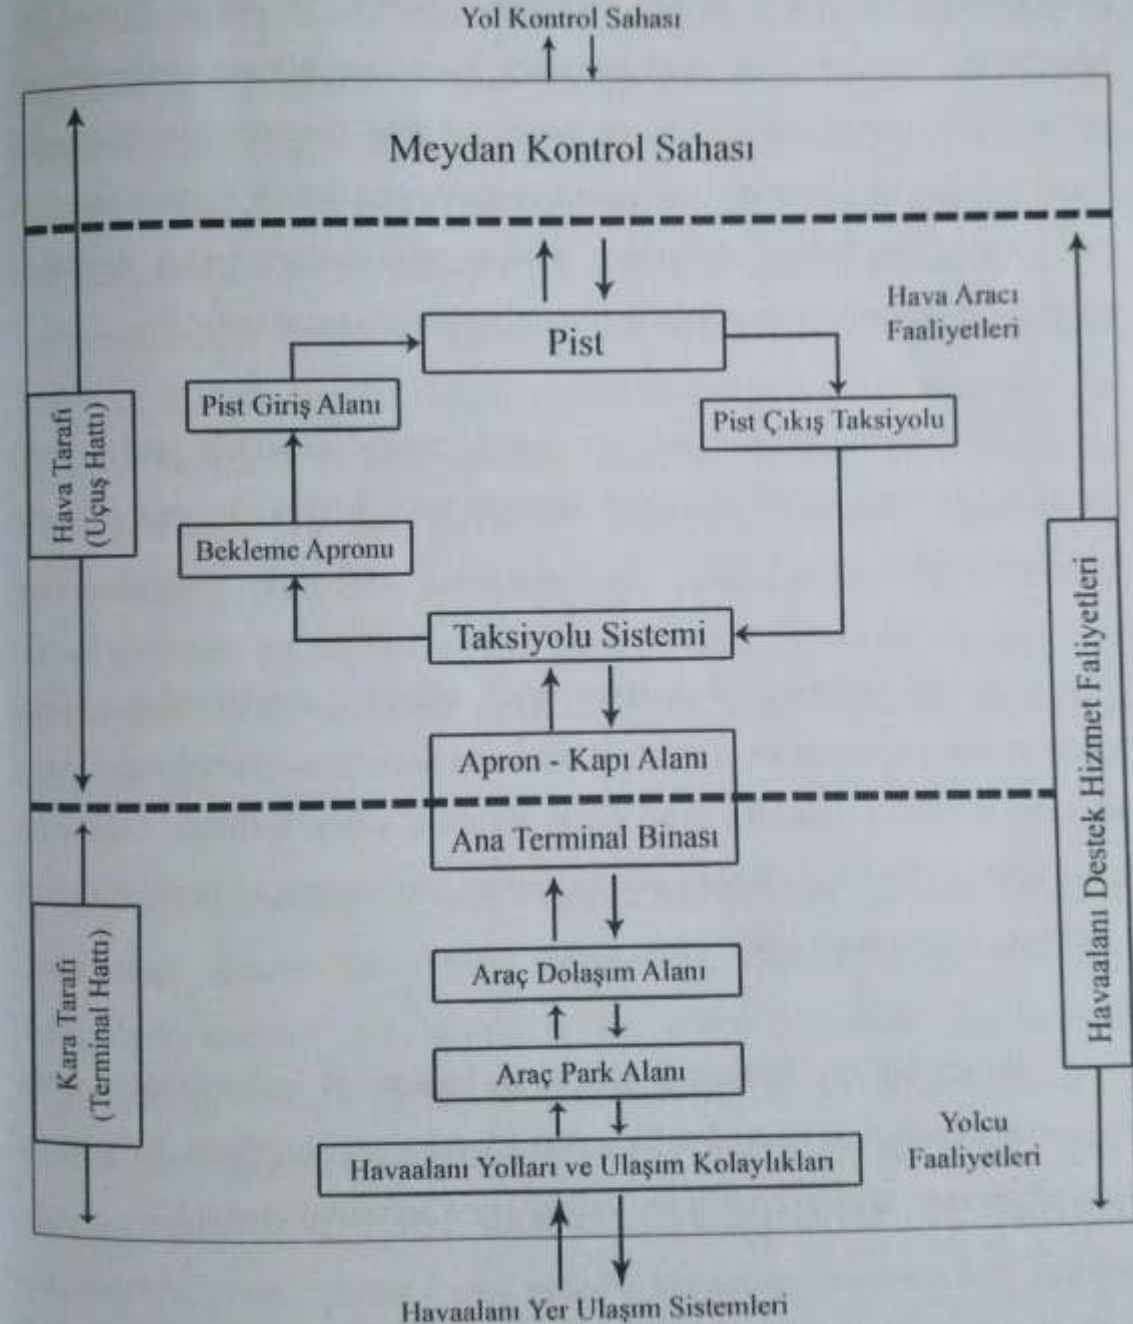 Yol Kontrol Sahası
Meydan Kontrol Sahası
Hava Aracı
Faaliyetleri
Pist
Pist Giriş Alanı
Pist Çıkış Taksiyolu
Hava Tarafı
(Uçuş Hattı)
Bekleme Apronu
Taksiyolu Sistemi
Apron - Kapı Alanı
Ana Terminal Binası
Havaalanı Destek Hizmet Faliyetleri
Kara Tarafı
(Terminal Hattı)
Araç Dolaşım Alanı
Araç Park Alanı
Yolcu
Faaliyetleri
Havaalanı Yolları ve Ulaşım Kolaylıkları
Havaalanı Yer Ulaşım Sistemleri